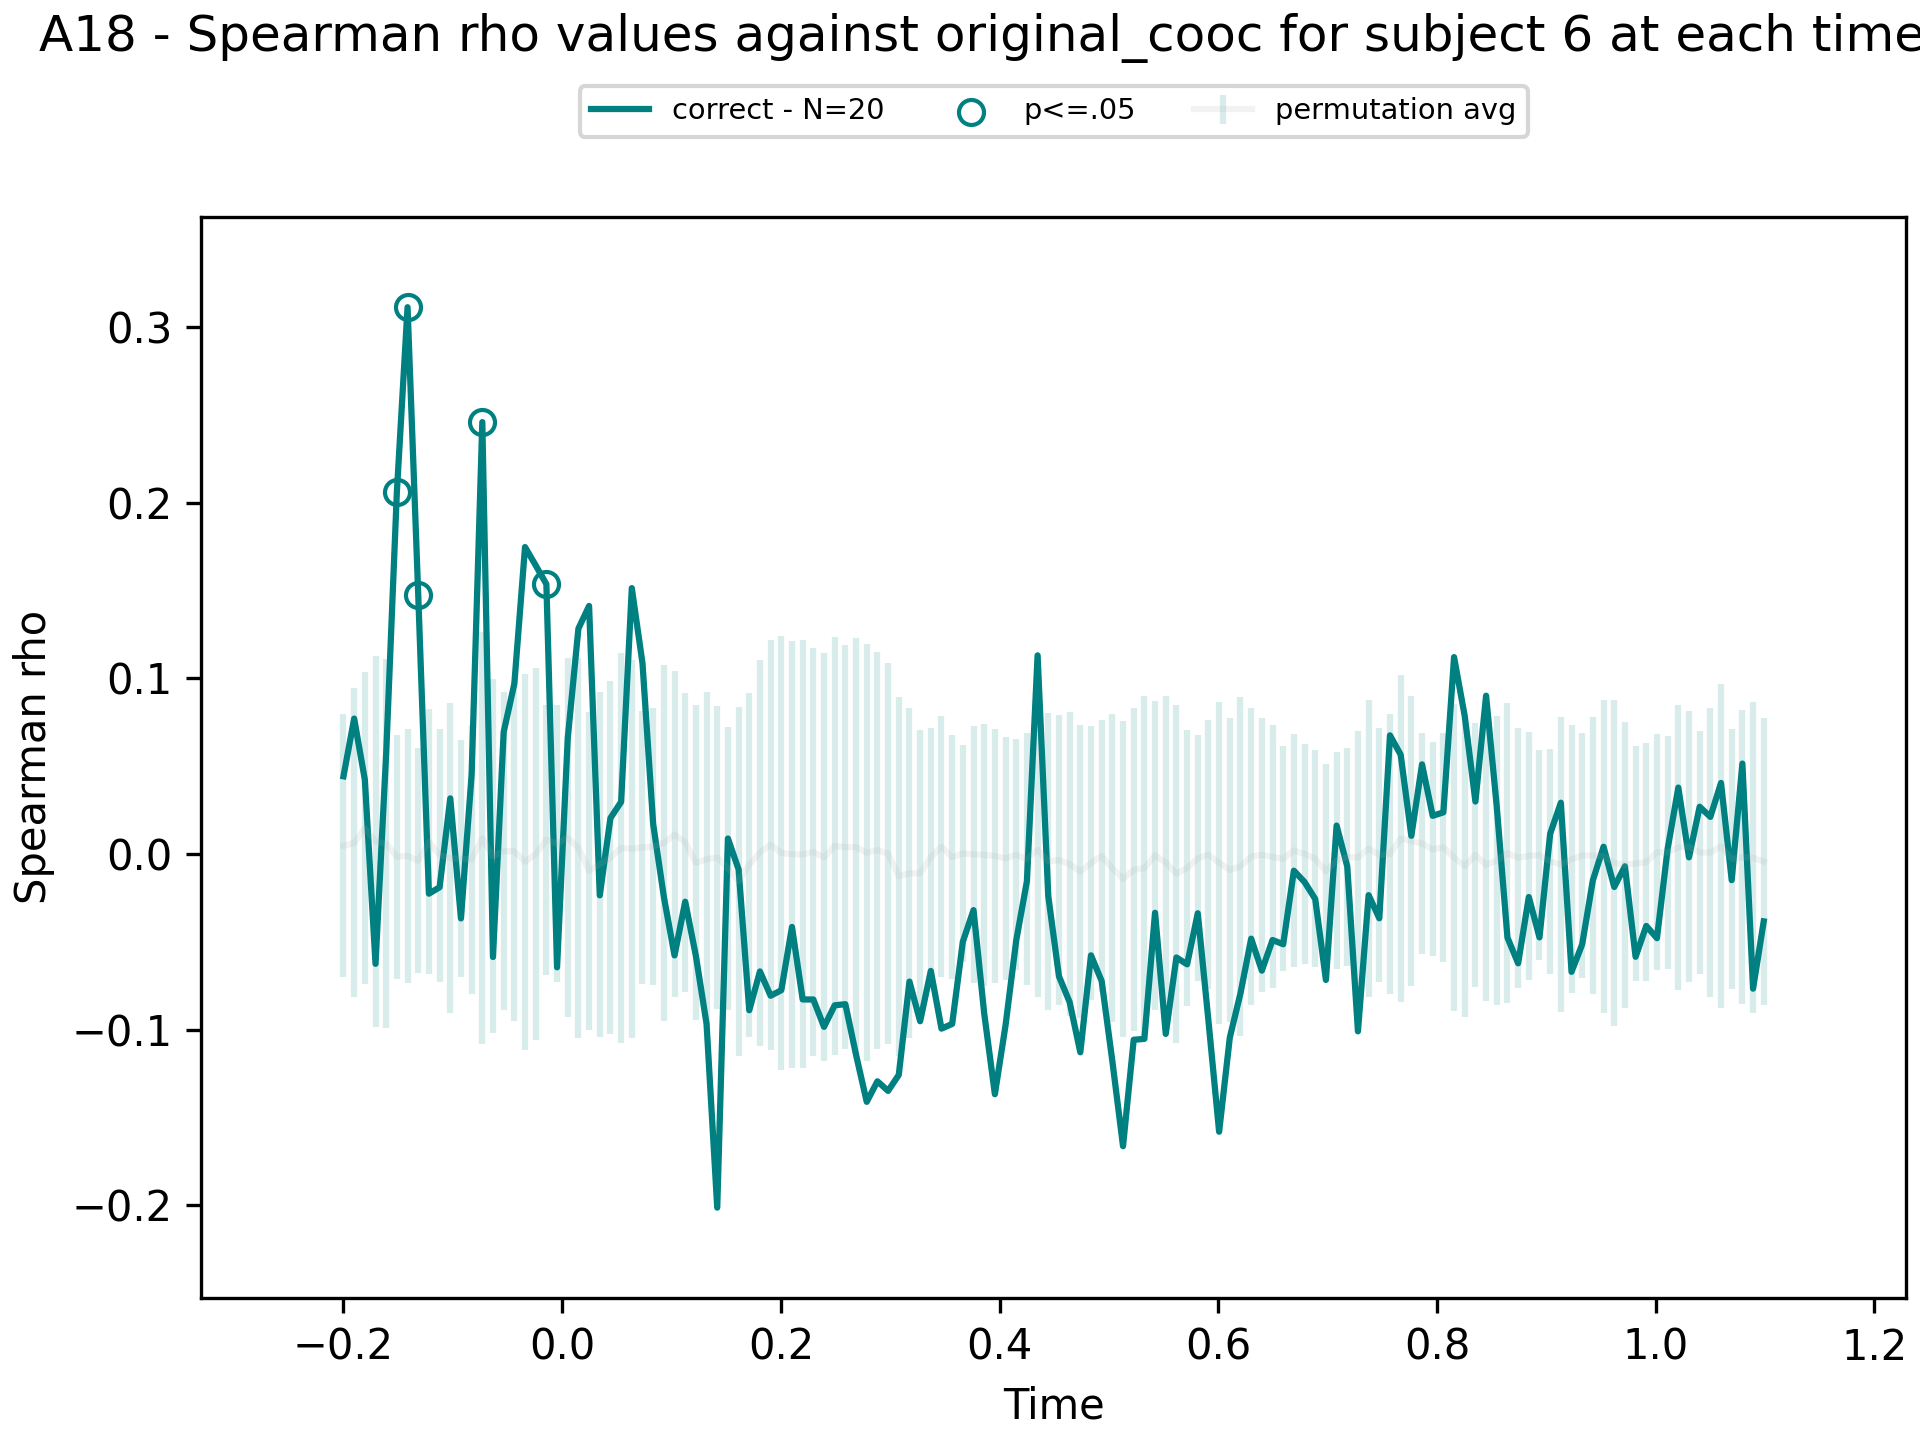 A18 - Spearman rho values against original_cooc for subject 6 at each time
correct - N=20 p<=.05 permutation avg
0.3
0.2
0.1
0.0
−0.1
−0.2
Spearman rho
−0.2 0.0 0.2 0.4 0.6 0.8 1.0 1.2
Time